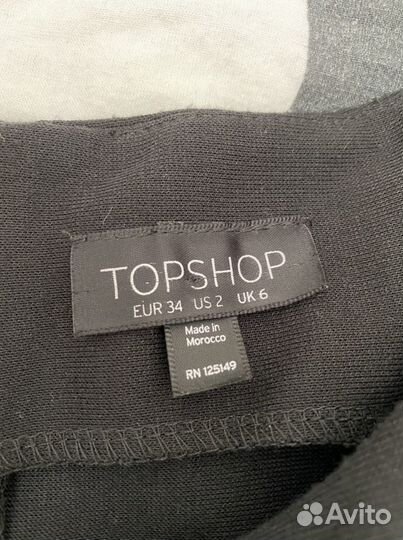 TOPSHOP
EUR 34 US 2 UK 6
Made in
Morocco
RN 125149
Avito